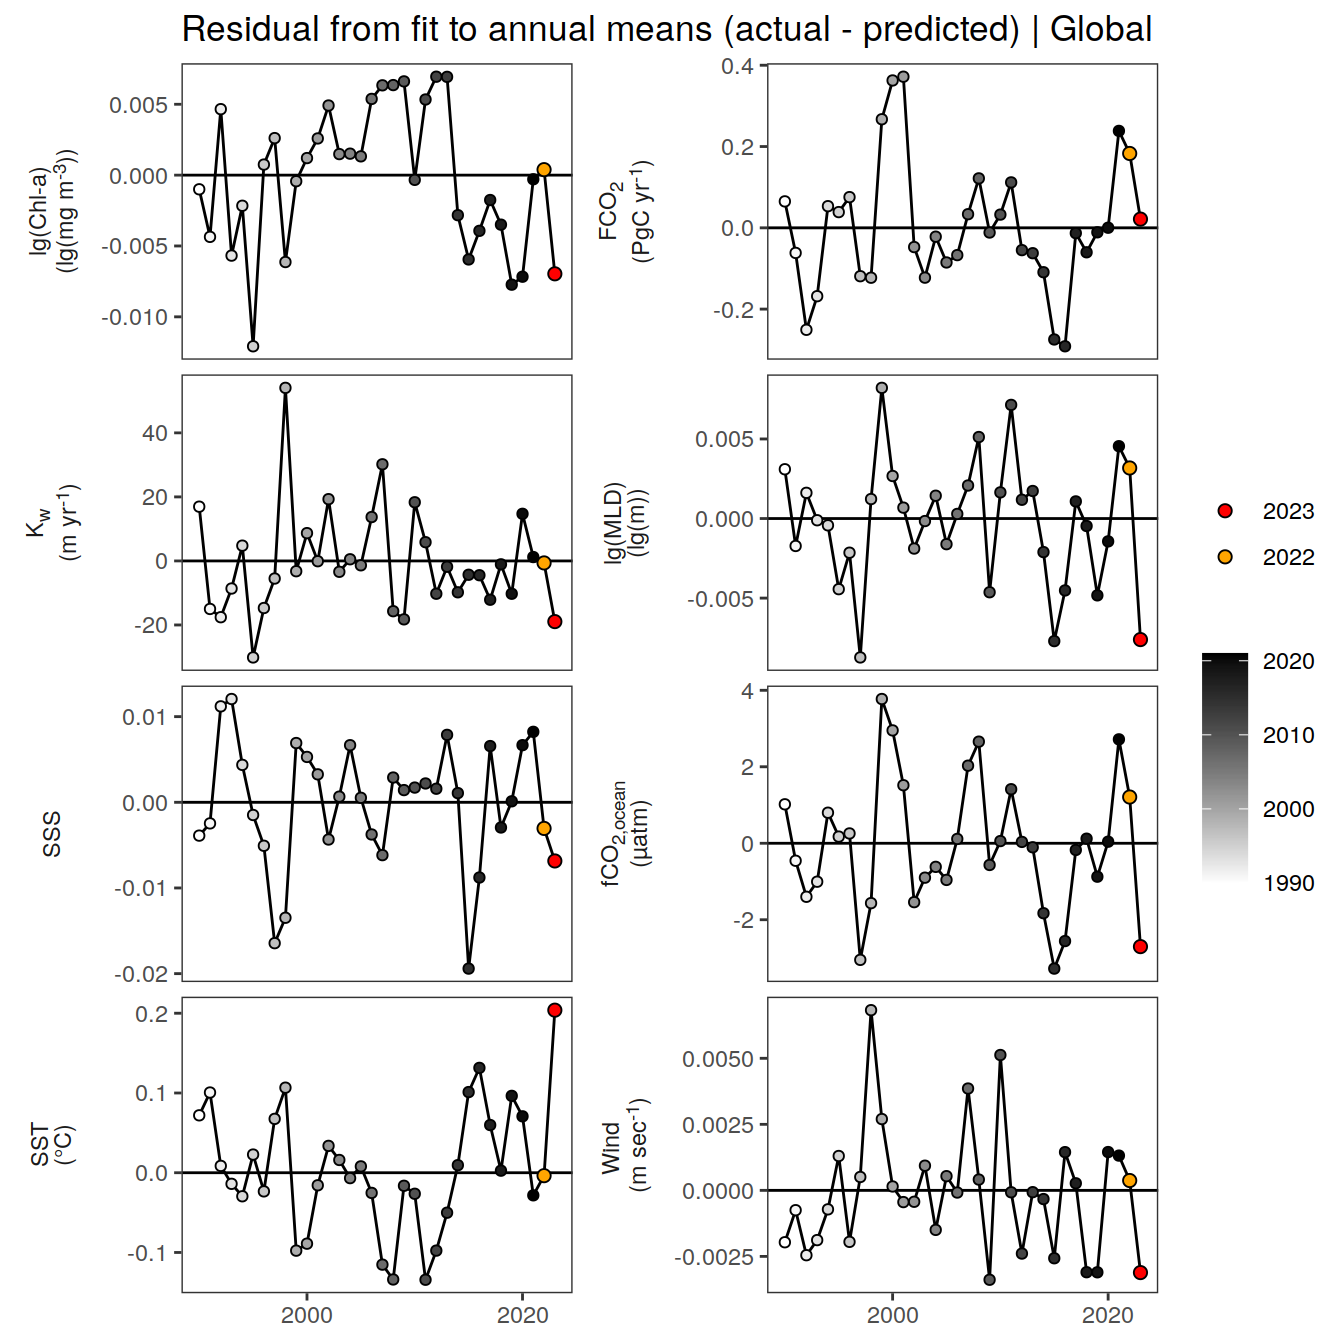 Residual from fit to annual means (actual - predicted) | Global
lg(Chl-a)
(lg(mg m⁻³))
0.005
0.000
-0.005
-0.010
FCO₂
(PgC yr⁻¹)
0.4
0.2
0.0
-0.2
K_w
(m yr⁻¹)
40
20
0
-20
lg(MLD)
(lg(m))
0.005
0.000
-0.005
SSS
0.01
0.00
-0.01
-0.02
fCO₂,ocean
(µatm)
4
2
0
-2
SST
(°C)
0.2
0.1
0.0
-0.1
2000
2020
Wind
(m sec⁻¹)
0.0050
0.0025
0.0000
-0.0025
2000
2020
2023
2022
2020
2010
2000
1990